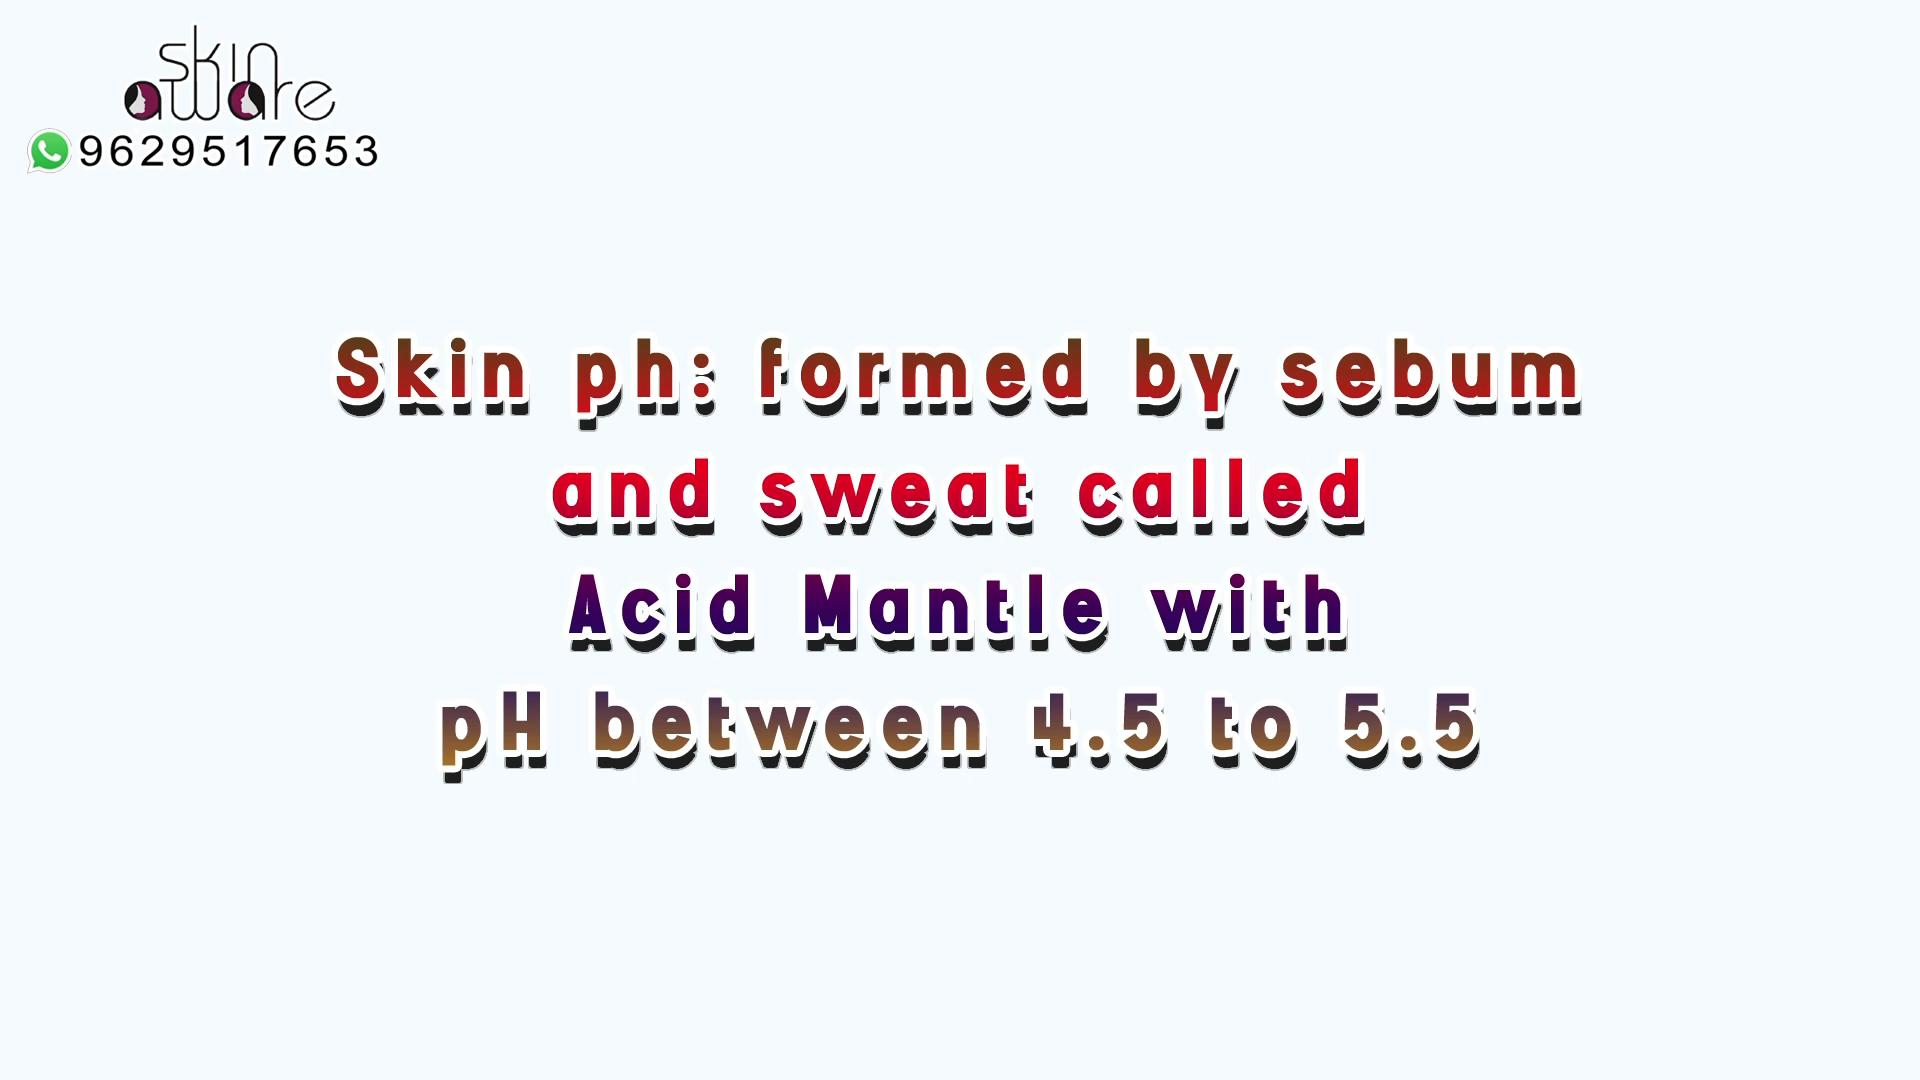 skin
aware
9629517653
Skin ph: formed by sebum
and sweat called
Acid Mantle with
pH between 4.5 to 5.5